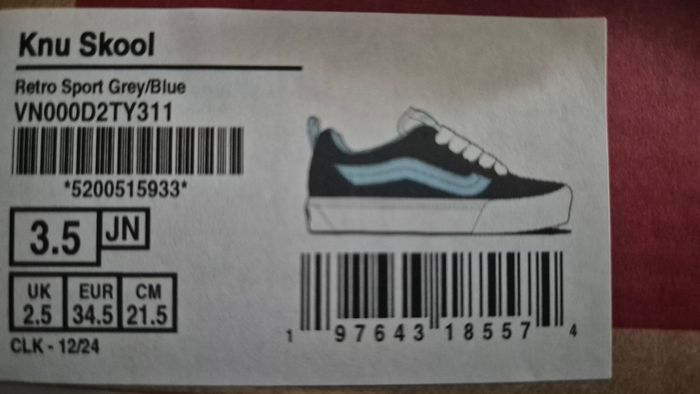 Knu Skool
Retro Sport Grey/Blue
VN000D2TY311
*5200515933*
3.5 JN
UK EUR CM
2.5 34.5 21.5
CLK - 12/24
1 97643 18557 4